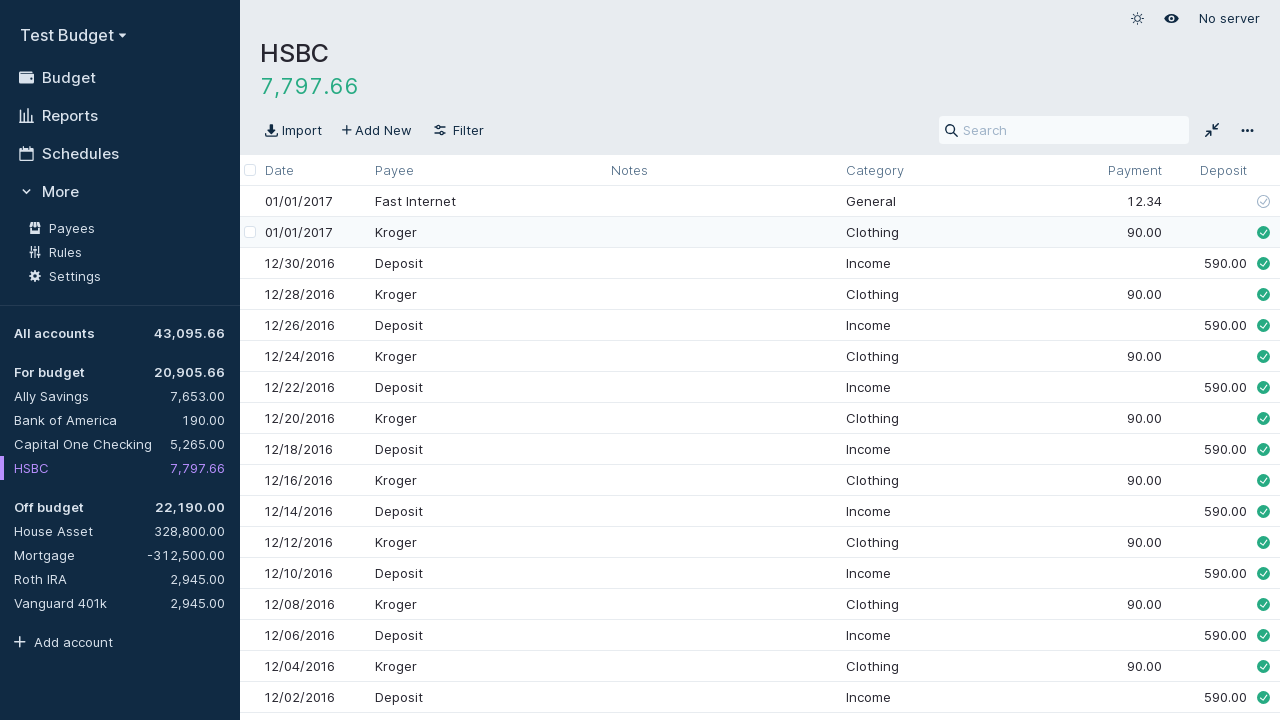 Test Budget
Budget
Reports
Schedules
More
Payees
Rules
Settings
All accounts 43,095.66
For budget 20,905.66
Ally Savings 7,653.00
Bank of America 190.00
Capital One Checking 5,265.00
HSBC 7,797.66
Off budget 22,190.00
House Asset 328,800.00
Mortgage -312,500.00
Roth IRA 2,945.00
Vanguard 401k 2,945.00
Add account
No server
HSBC
7,797.66
Import Add New Filter Search
Date Payee Notes Category Payment Deposit
01/01/2017 Fast Internet General 12.34
01/01/2017 Kroger Clothing 90.00
12/30/2016 Deposit Income 590.00
12/28/2016 Kroger Clothing 90.00
12/26/2016 Deposit Income 590.00
12/24/2016 Kroger Clothing 90.00
12/22/2016 Deposit Income 590.00
12/20/2016 Kroger Clothing 90.00
12/18/2016 Deposit Income 590.00
12/16/2016 Kroger Clothing 90.00
12/14/2016 Deposit Income 590.00
12/12/2016 Kroger Clothing 90.00
12/10/2016 Deposit Income 590.00
12/08/2016 Kroger Clothing 90.00
12/06/2016 Deposit Income 590.00
12/04/2016 Kroger Clothing 90.00
12/02/2016 Deposit Income 590.00